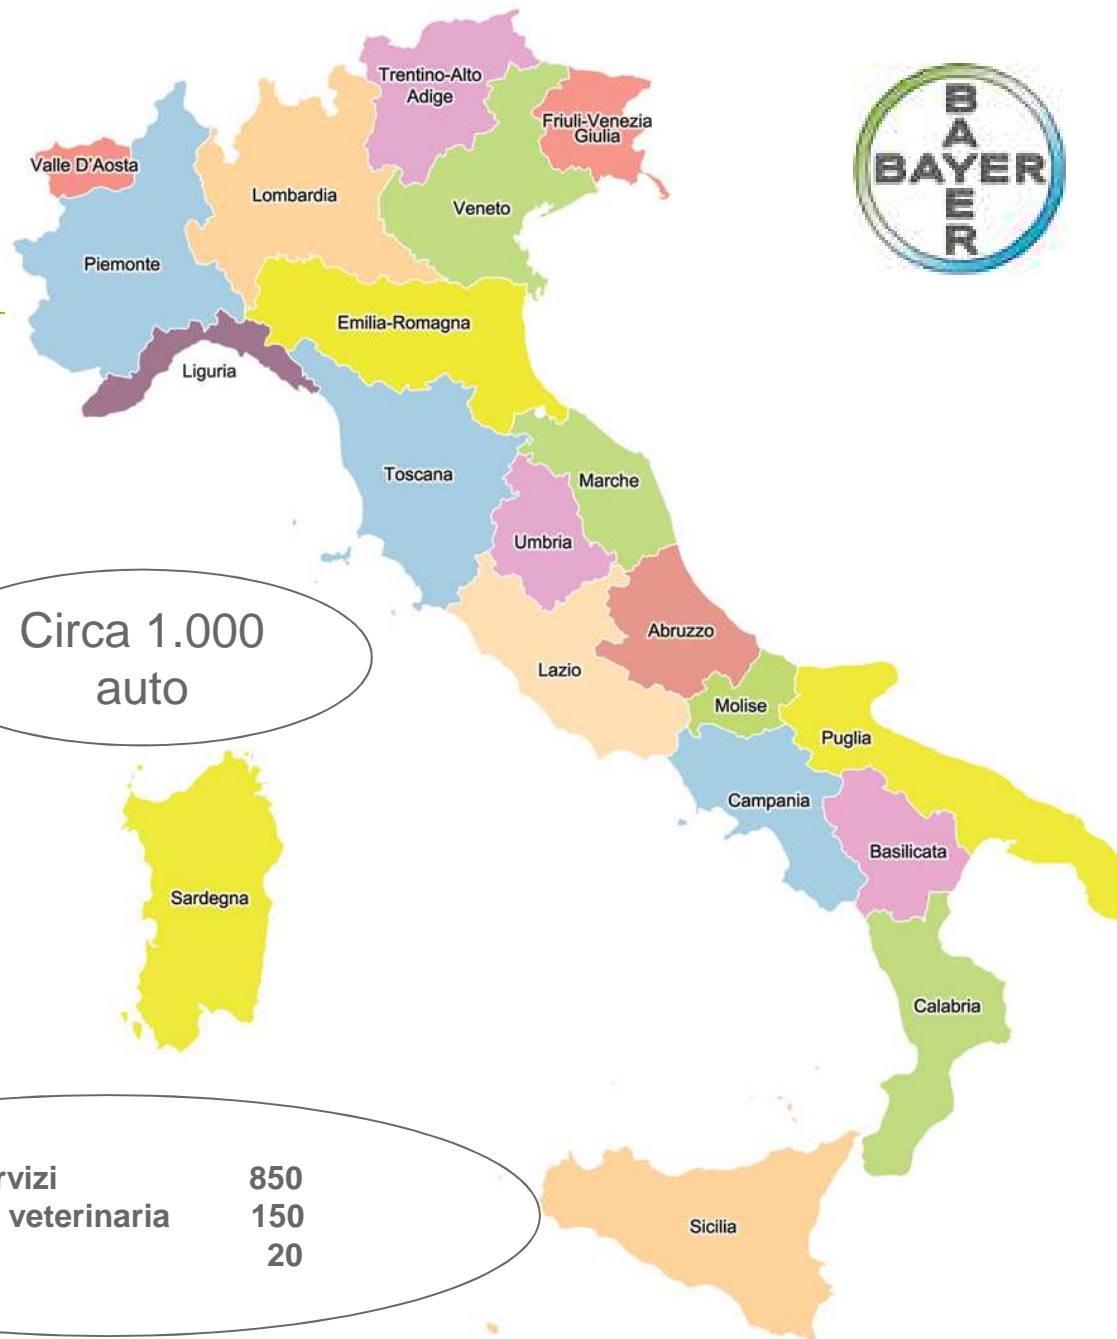 Trentino-Alto
Adige
BAYER
BAYER
Friuli-Venezia
Giulia
Valle D'Aosta
Lombardia
Veneto
Piemonte
Emilia-Romagna
Liguria
Toscana
Marche
Umbria
Circa 1.000
auto
Abruzzo
Lazio
Molise
Puglia
Campania
Basilicata
Sardegna
Calabria
850
veterinaria 150
20
Sicilia